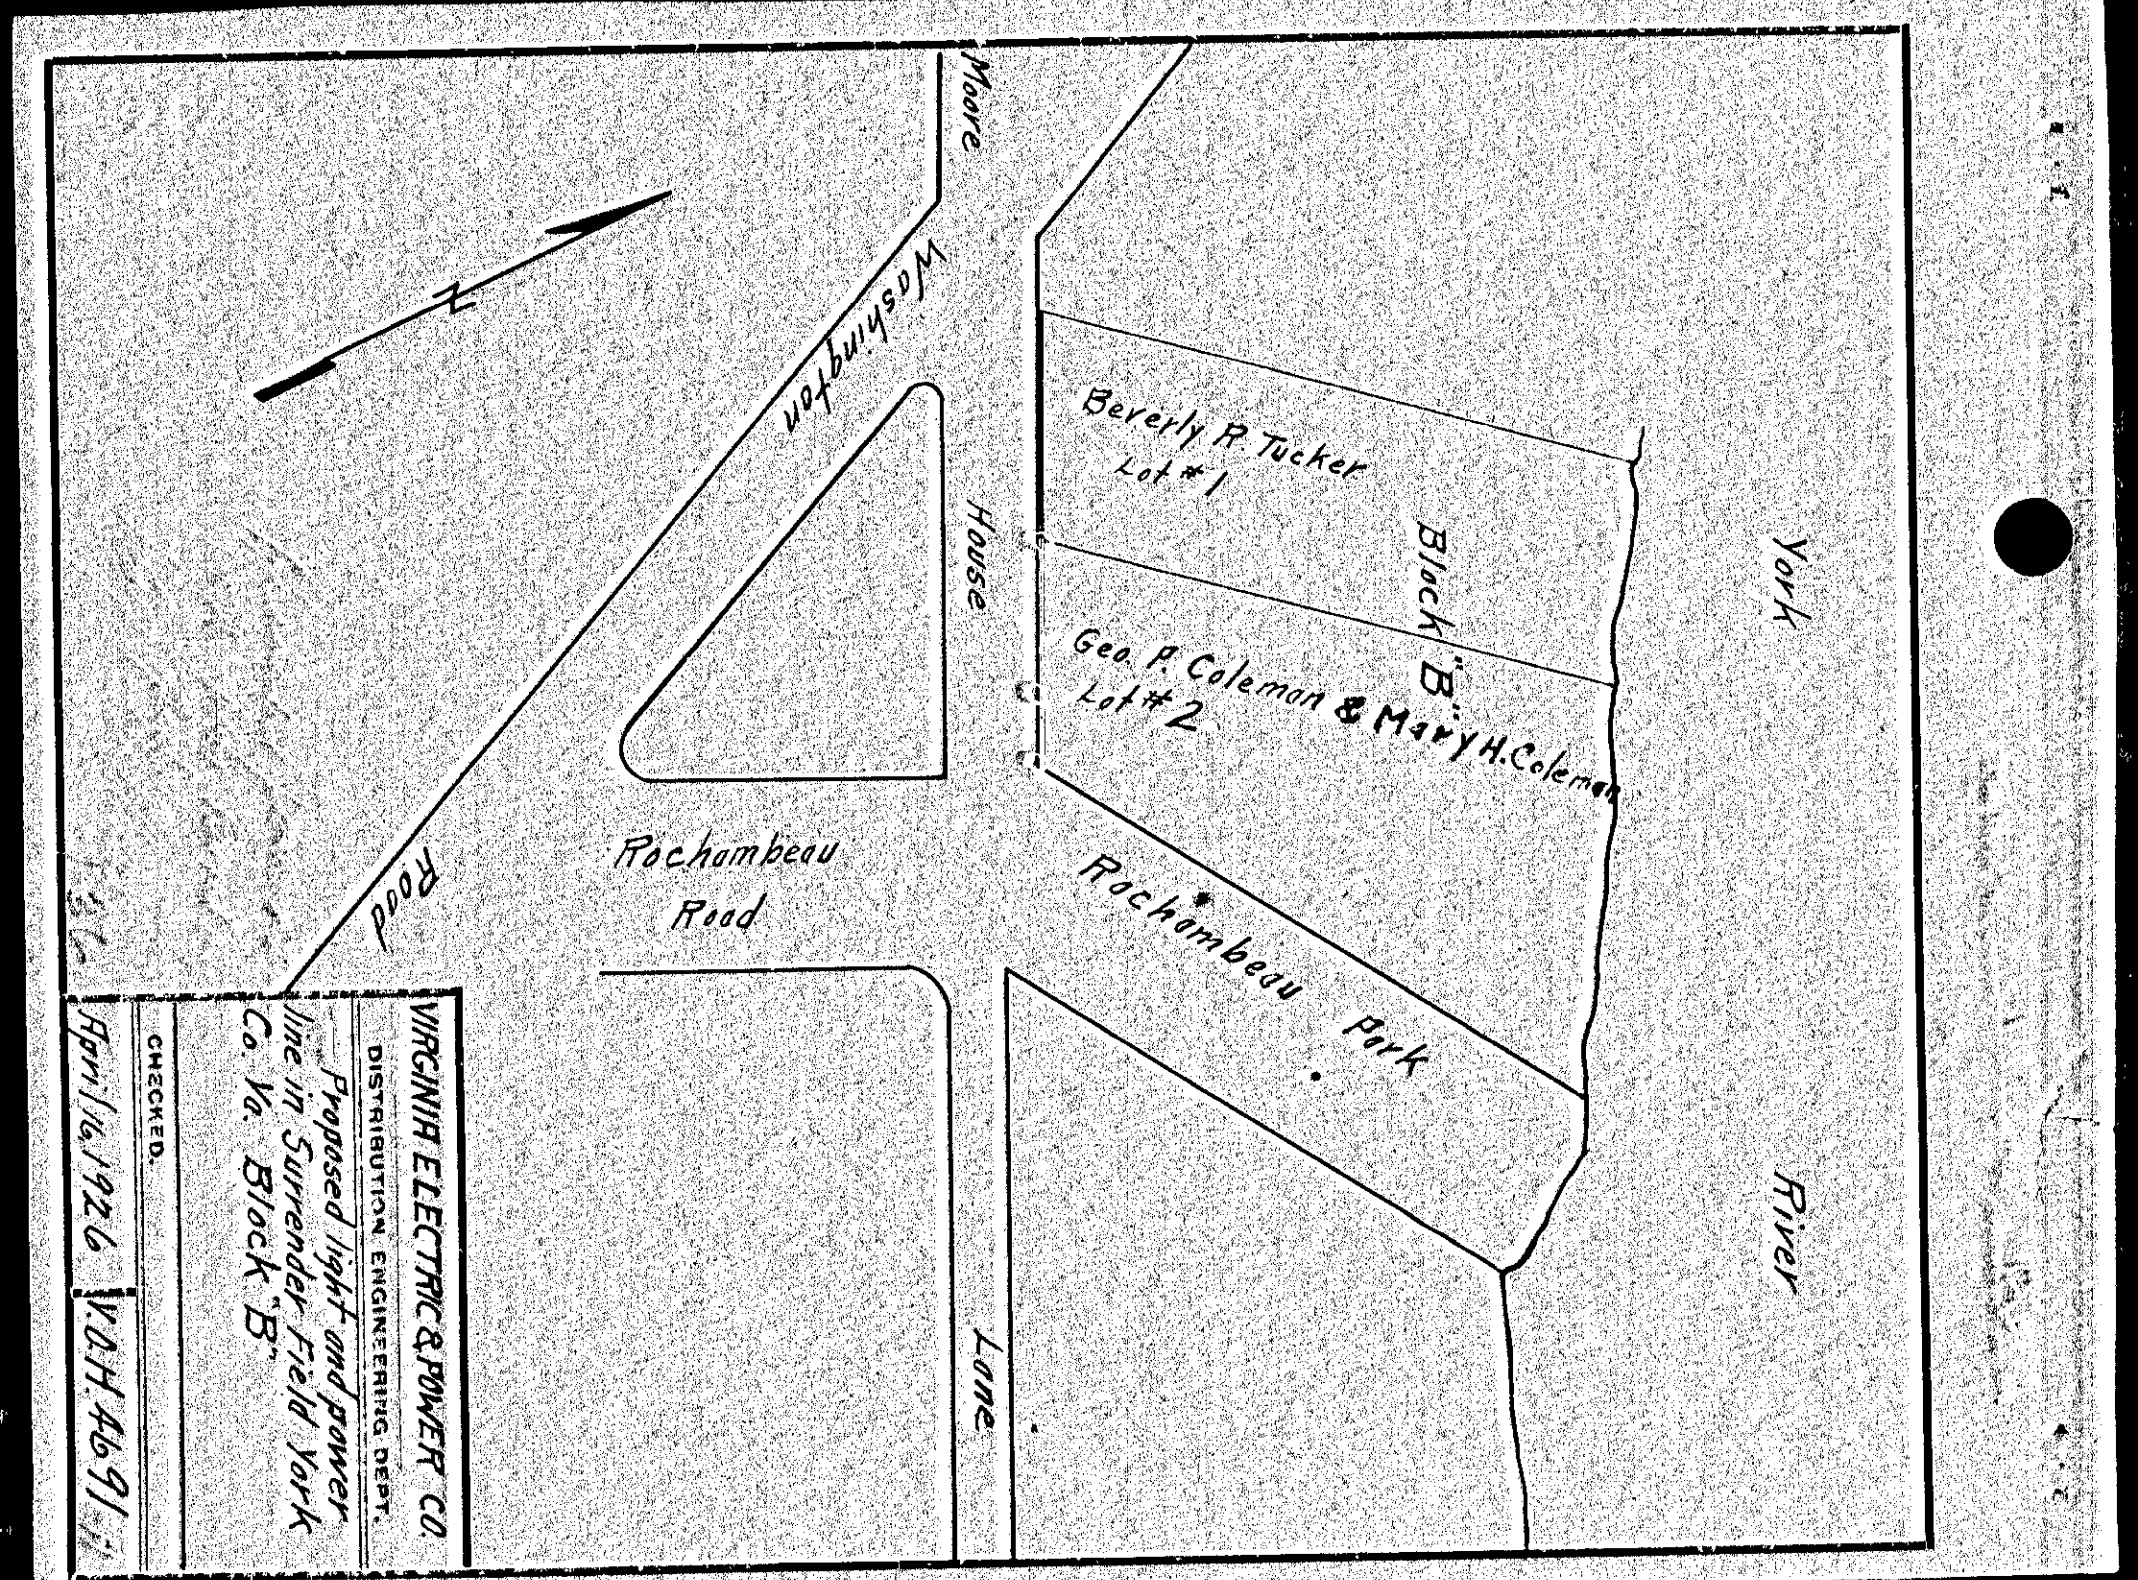 York River
Block "B".
Beverly R. Tucker
Lot # 1
Geo. P. Coleman & Mary H. Coleman
Lot # 2
Rochambeau Park
Moore House Lane
Washington Road
Rochambeau
Road
N
VIRGINIA ELECTRIC & POWER CO.
DISTRIBUTION ENGINEERING DEPT.
Proposed light and power
line in Surrender Field York
Co. Va. Block "B"
CHECKED.
April 16, 1926 V.O.H. A691-